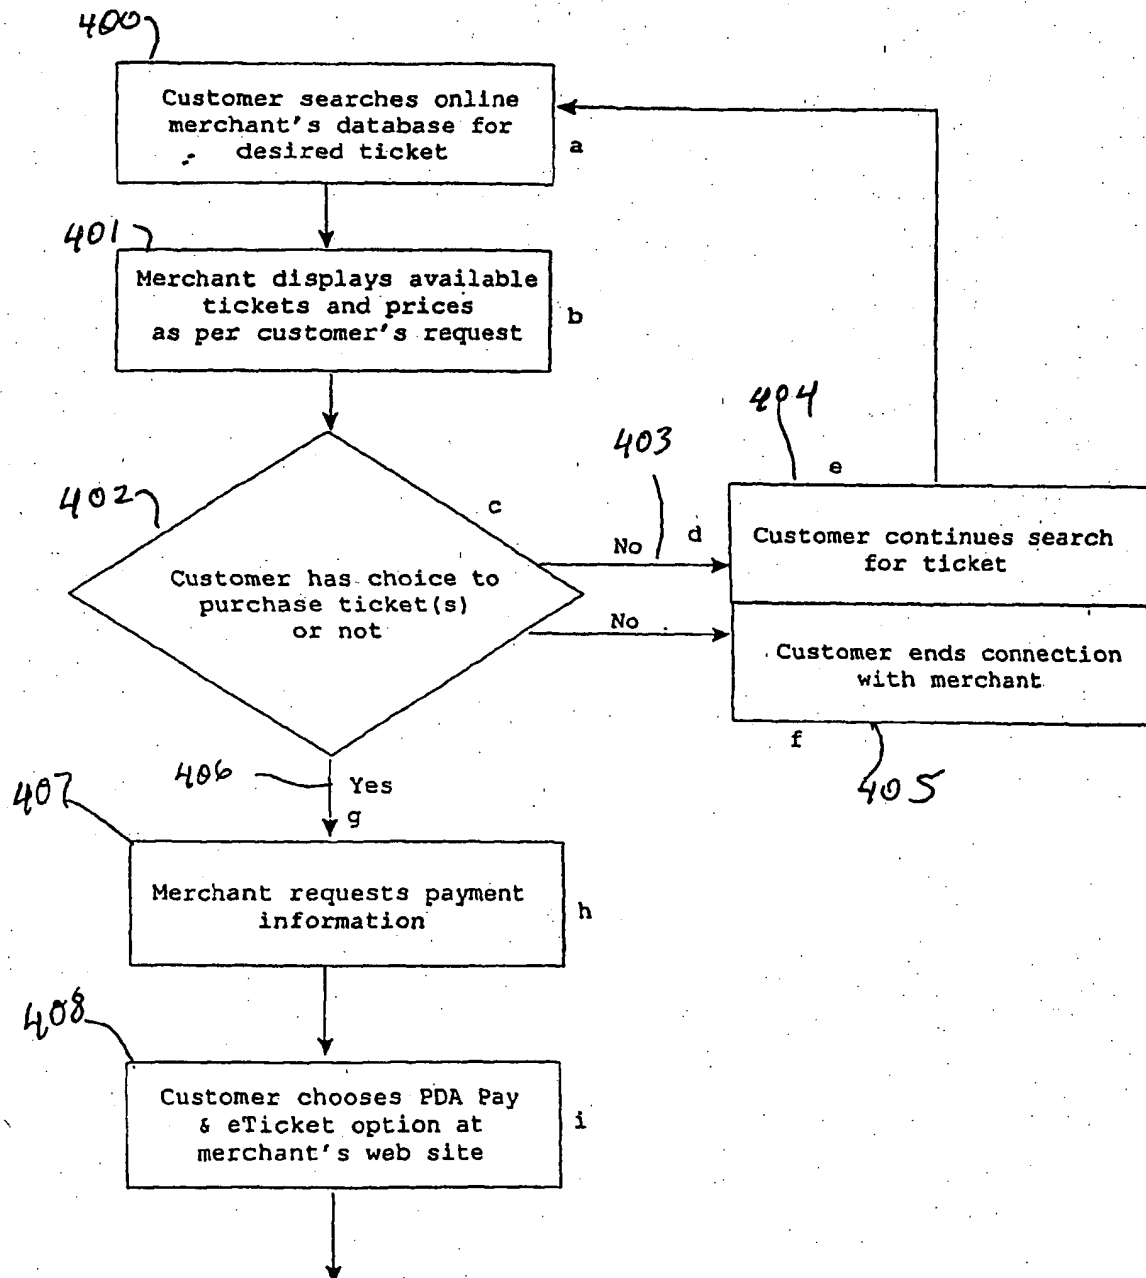 400
Customer searches online
merchant's database for
desired ticket
a
401
Merchant displays available
tickets and prices
as per customer's request
b
402
c
Customer has choice to
purchase ticket(s)
or not
403
No
d
404
e
Customer continues search
for ticket
No
Customer ends connection
with merchant
f
405
406
Yes
g
407
Merchant requests payment
information
h
408
Customer chooses PDA Pay
& eTicket option at
merchant's web site
i